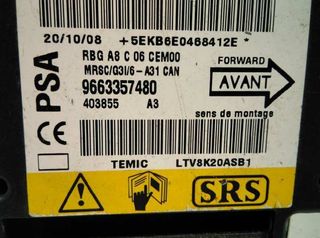 20/10/08 +5EKB6E0468412E *
PSA
RBG A8 C 06 CEM00
MRSC/G3I/6-A31 CAN
9663357480
403855 A3
FORWARD
AVANT
sens de montage
CE
TEMIC LTV8K20ASB1
SRS